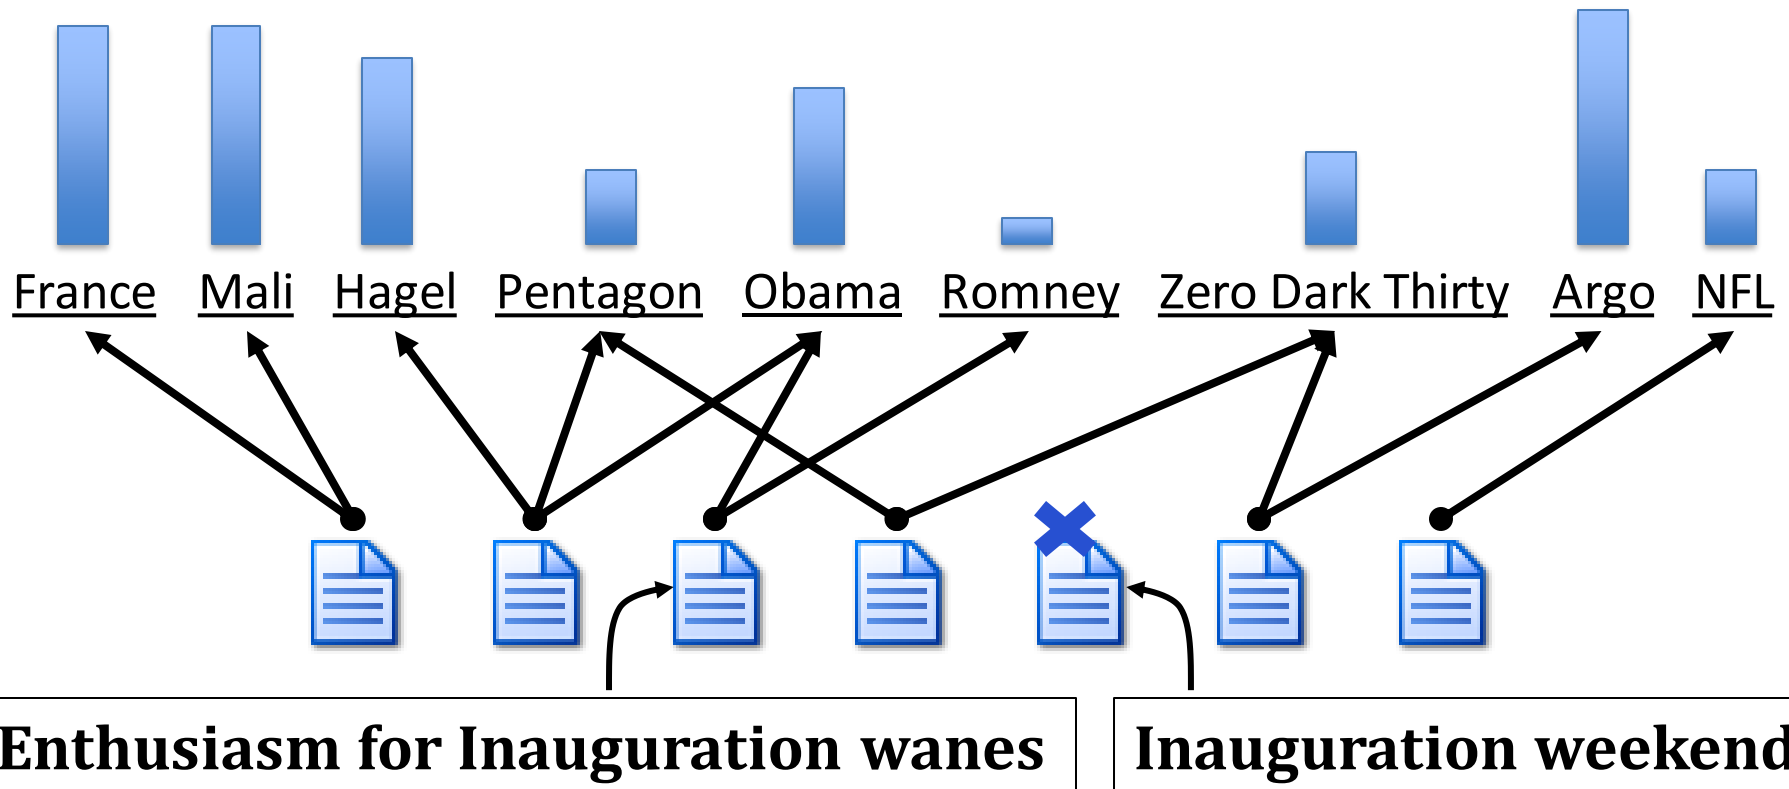 France Mali Hagel Pentagon Obama Romney Zero Dark Thirty Argo NFL
Enthusiasm for Inauguration wanes
Inauguration weekend